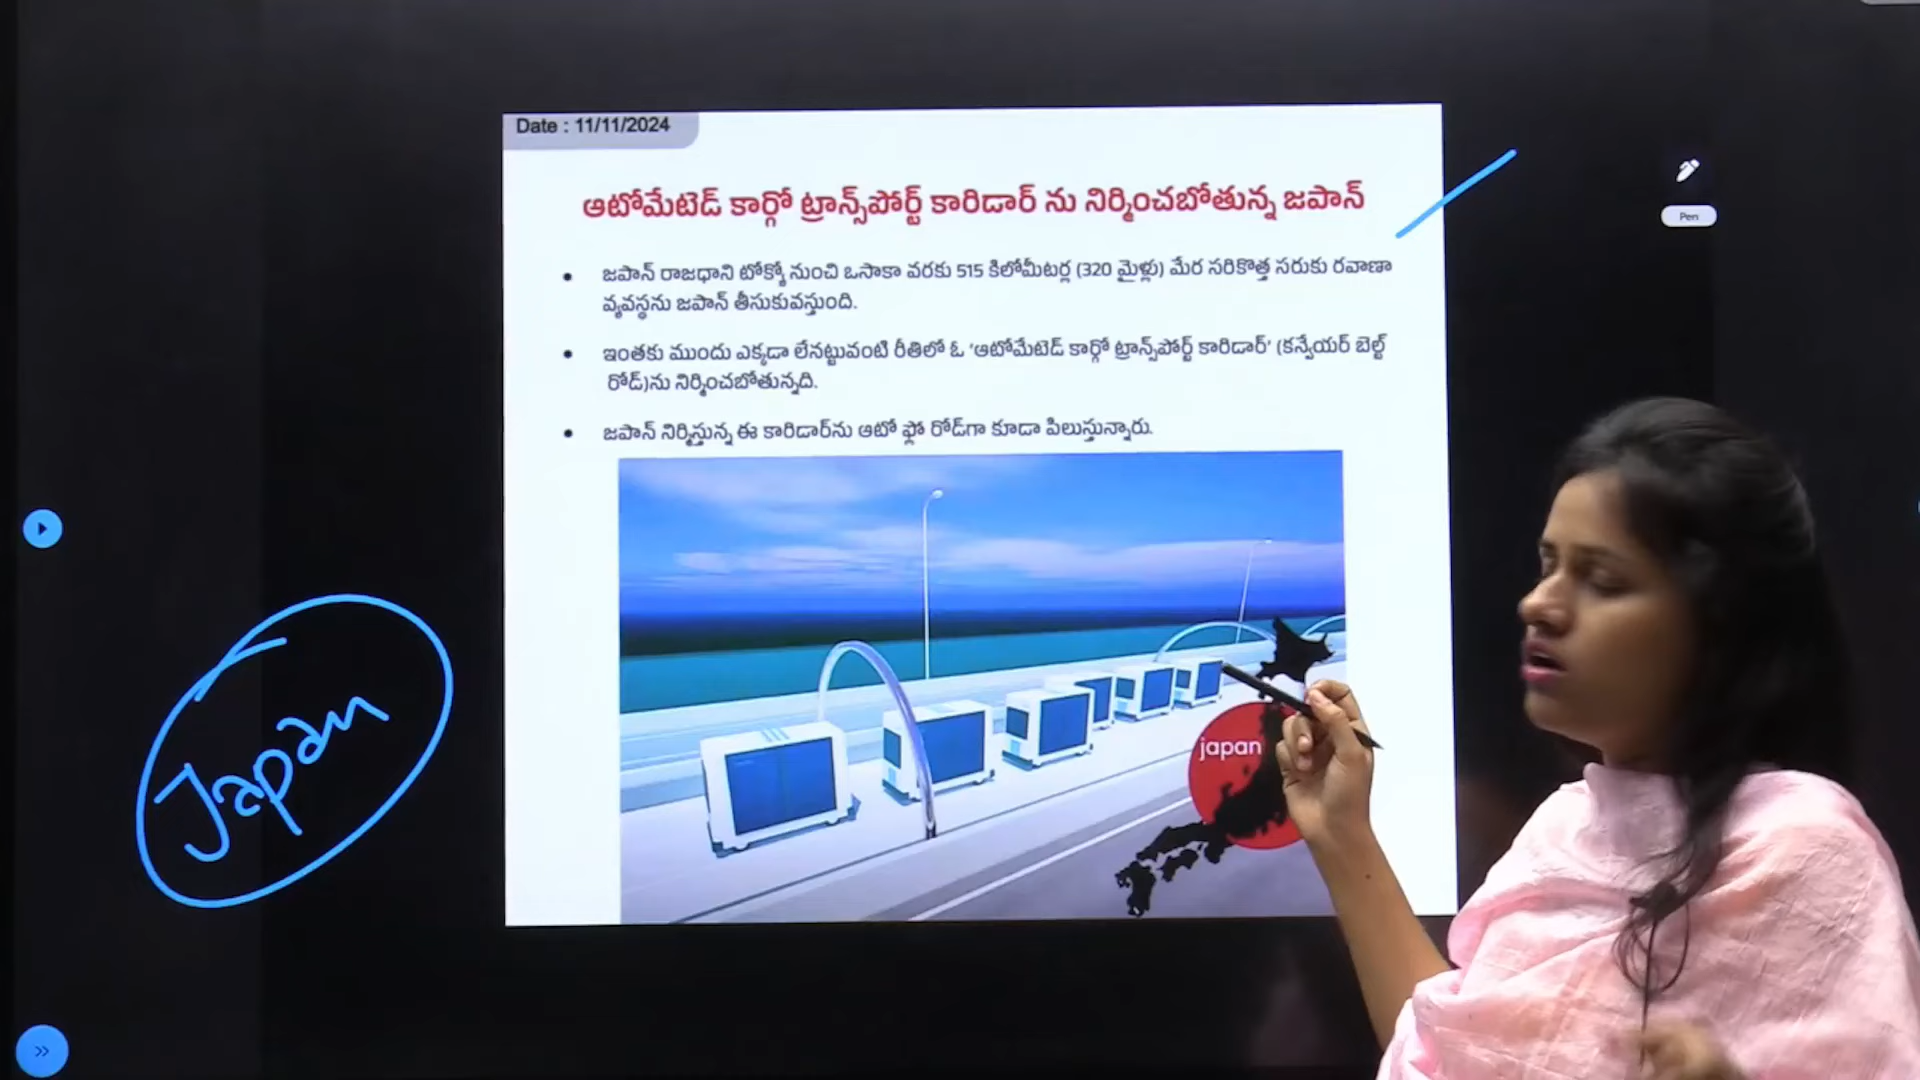 Date : 11/11/2024
ఆటోమేటెడ్ కార్గో ట్రాన్స్‌పోర్ట్ కారిడార్ ను నిర్మించబోతున్న జపాన్
Pen
• జపాన్ రాజధాని టోక్యో నుంచి ఒసాకా వరకు 515 కిలోమీటర్ల (320 మైళ్లు) మేర సరికొత్త సరుకు రవాణా
వ్యవస్థను జపాన్ తీసుకువస్తుంది.
• ఇంతకు ముందు ఎక్కడా లేనట్టువంటి రీతిలో ఓ 'ఆటోమేటెడ్ కార్గో ట్రాన్స్‌పోర్ట్ కారిడార్' (కన్వేయర్ బెల్ట్
రోడ్)ను నిర్మించబోతున్నది.
• జపాన్ నిర్మిస్తున్న ఈ కారిడార్‌ను ఆటో ఫ్లో రోడ్‌గా కూడా పిలుస్తున్నారు.
japan
Japan